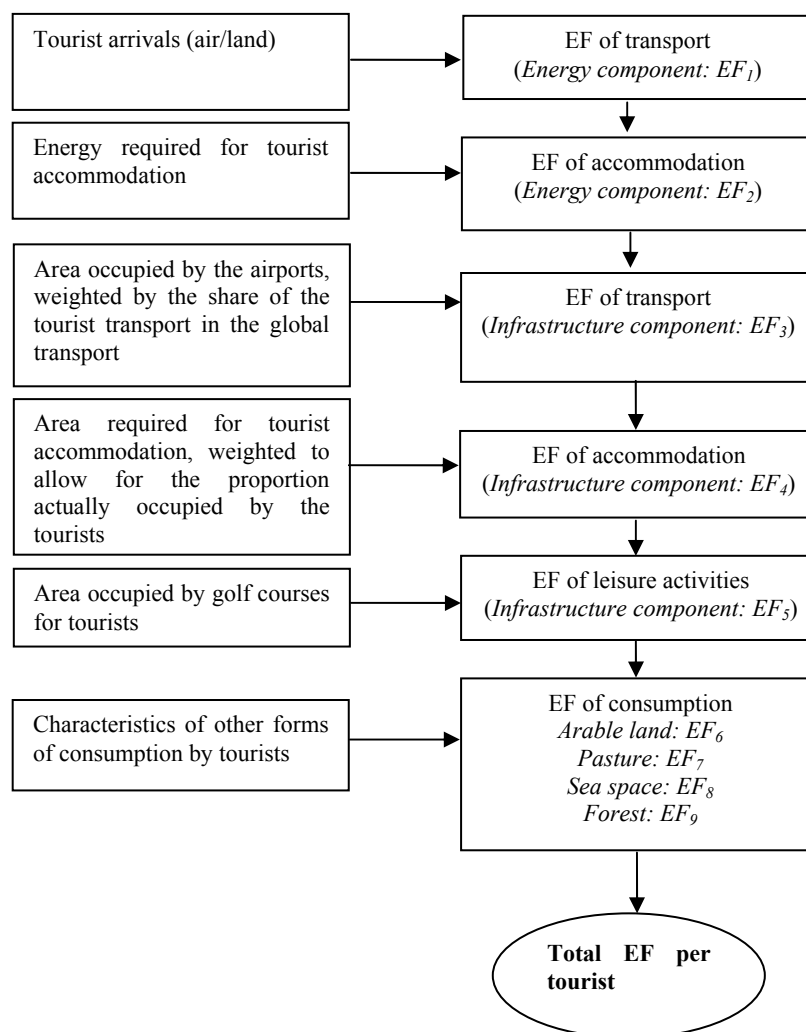 Tourist arrivals (air/land)
EF of transport
(Energy component: EF1)
Energy required for tourist
accommodation
EF of accommodation
(Energy component: EF2)
Area occupied by the airports,
weighted by the share of the
tourist transport in the global
transport
EF of transport
(Infrastructure component: EF3)
Area required for tourist
accommodation, weighted to
allow for the proportion
actually occupied by the
tourists
EF of accommodation
(Infrastructure component: EF4)
Area occupied by golf courses
for tourists
EF of leisure activities
(Infrastructure component: EF5)
Characteristics of other forms
of consumption by tourists
EF of consumption
Arable land: EF6
Pasture: EF7
Sea space: EF8
Forest: EF9
Total EF per
tourist